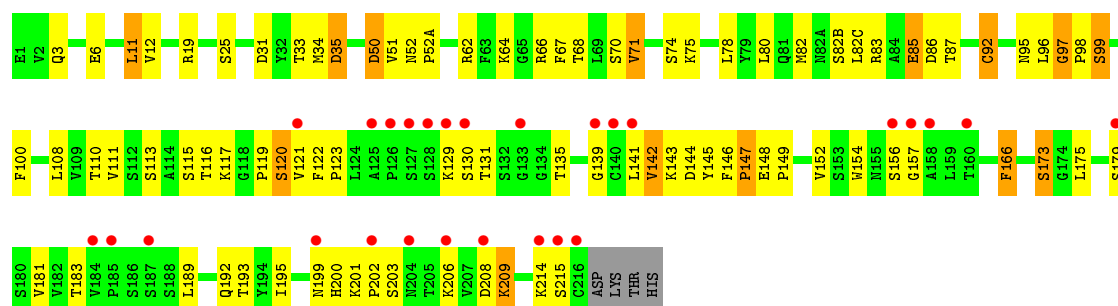 E1 V2 Q3 E6 L11 V12 R19 S25 D31 Y32 T33 M34 D35 D50 V51 N52 P52A R62 F63 K64 G65 R66 F67 T68 L69 S70 V71 S74 K75 L78 Y79 L80 Q81 M82 N82A S82B L82C R83 A84 E85 D86 T87 C92 N95 L96 G97 P98 S99
F100 L108 V109 T110 V111 S112 S113 A114 S115 T116 K117 G118 P119 S120 V121 F122 P123 L124 A125 P126 S127 S128 K129 S130 T131 S132 G133 G134 T135 G139 C140 L141 V142 K143 D144 Y145 F146 P147 E148 P149 V152 S153 W154 N155 S156 G157 A158 L159 T160 F166 S173 G174 L175 S179
S180 V181 V182 T183 V184 P185 S186 S187 S188 L189 Q192 T193 Y194 I195 N199 H200 K201 P202 S203 N204 T205 K206 V207 D208 K209 K214 S215 C216 ASP LYS THR HIS